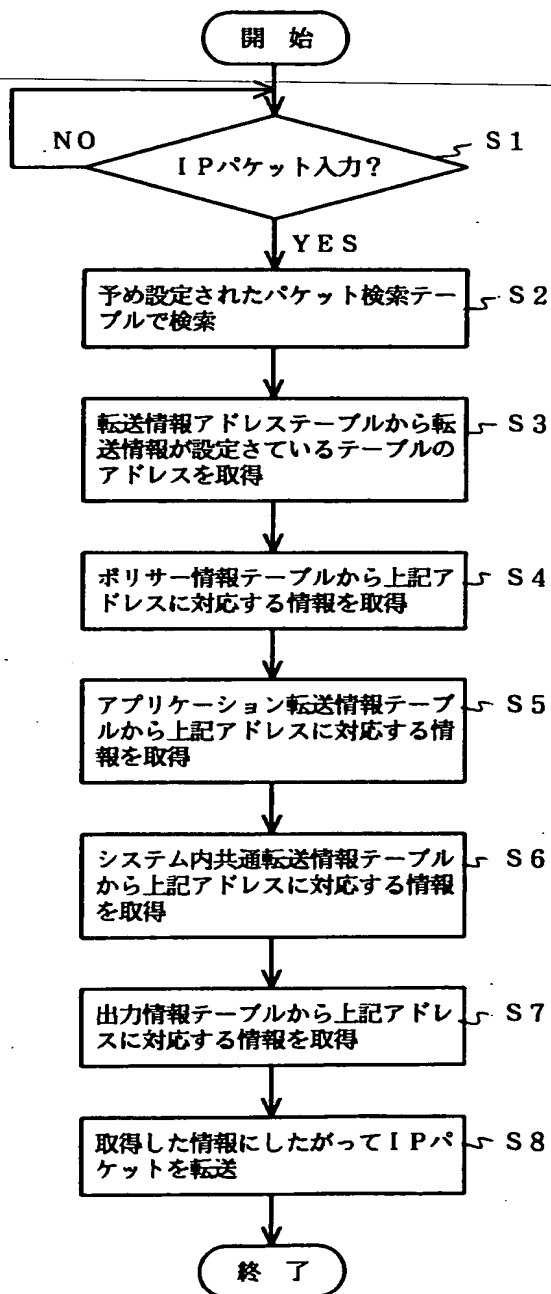 開 始
NO
IPパケット入力?
S1
YES
予め設定されたパケット検索テー
ブルで検索
S2
転送情報アドレステーブルから転
送情報が設定さているテーブルの
アドレスを取得
S3
ポリサー情報テーブルから上記ア
ドレスに対応する情報を取得
S4
アプリケーション転送情報テーブ
ルから上記アドレスに対応する情
報を取得
S5
システム内共通転送情報テーブル
から上記アドレスに対応する情報
を取得
S6
出力情報テーブルから上記アドレ
スに対応する情報を取得
S7
取得した情報にしたがってIPパ
ケットを転送
S8
終 了